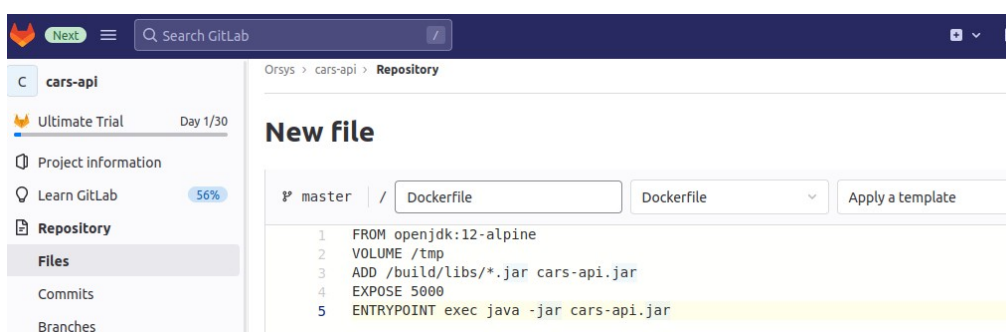 Next Search GitLab /
C cars-api
Ultimate Trial Day 1/30
Project information
Learn GitLab 56%
Repository
Files
Commits
Branches
Orsys > cars-api > Repository
New file
master / Dockerfile Dockerfile Apply a template
1 FROM openjdk:12-alpine
2 VOLUME /tmp
3 ADD /build/libs/*.jar cars-api.jar
4 EXPOSE 5000
5 ENTRYPOINT exec java -jar cars-api.jar